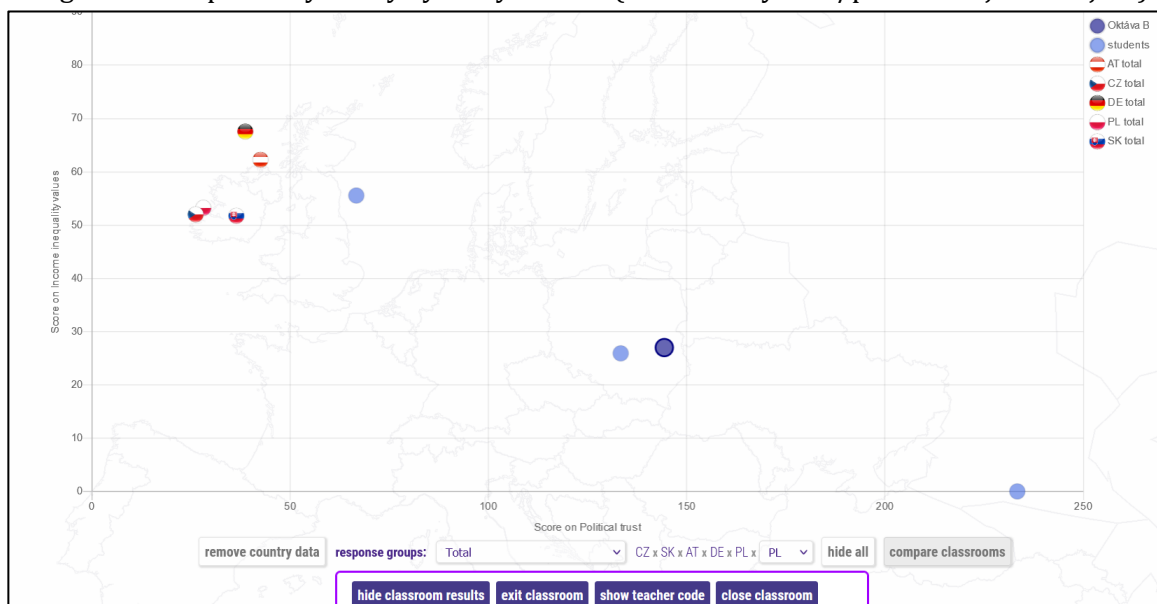 90
80
70
60
50
40
30
20
10
0
Score on Income inequality values
0 50 100 150 200 250
Score on Political trust
Oktáva B
students
AT total
CZ total
DE total
PL total
SK total
remove country data response groups: Total CZ x SK x AT x DE x PL x PL hide all compare classrooms
hide classroom results exit classroom show teacher code close classroom